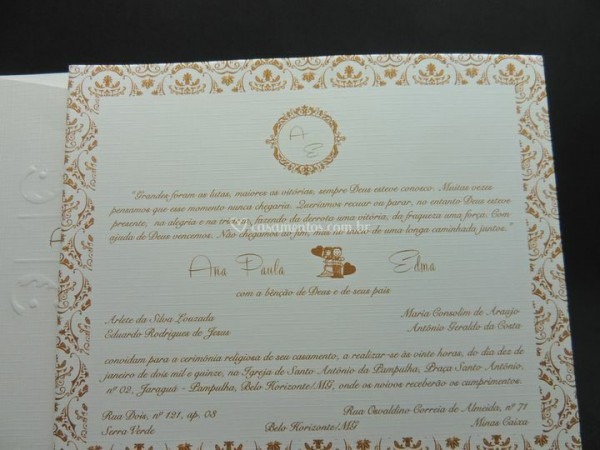 A
E
"Grandes foram as lutas, maiores as vitórias, sempre Deus esteve conosco. Muitas vezes
pensamos que esse momento nunca chegaria. Queríamos recuar ou parar, no entanto Deus esteve
presente, na alegria e na tristeza, fazendo da derrota uma vitória, da fraqueza uma força. Com
ajuda de Deus vencemos. Não chegamos ao fim, mas no início de uma longa caminhada juntos."
casamentos.com.br
Ana Paula Edma
com a bênção de Deus e de seus pais
Arlete da Silva Louzada
Eduardo Rodrigues de Jesus
Maria Consolim de Araújo
Antônio Geraldo da Costa
convidam para a cerimônia religiosa de seu casamento, a realizar-se às vinte horas, do dia dez de
janeiro de dois mil e quinze, na Igreja de Santo Antônio da Pampulha, Praça Santo Antônio,
nº 02, Jaraguá - Pampulha, Belo Horizonte/MG, onde os noivos receberão os cumprimentos.
Rua Dois, nº 121, ap. 03
Serra Verde
Belo Horizonte/MG
Rua Oswaldino Correia de Almeida, nº 71
Minas Caixa